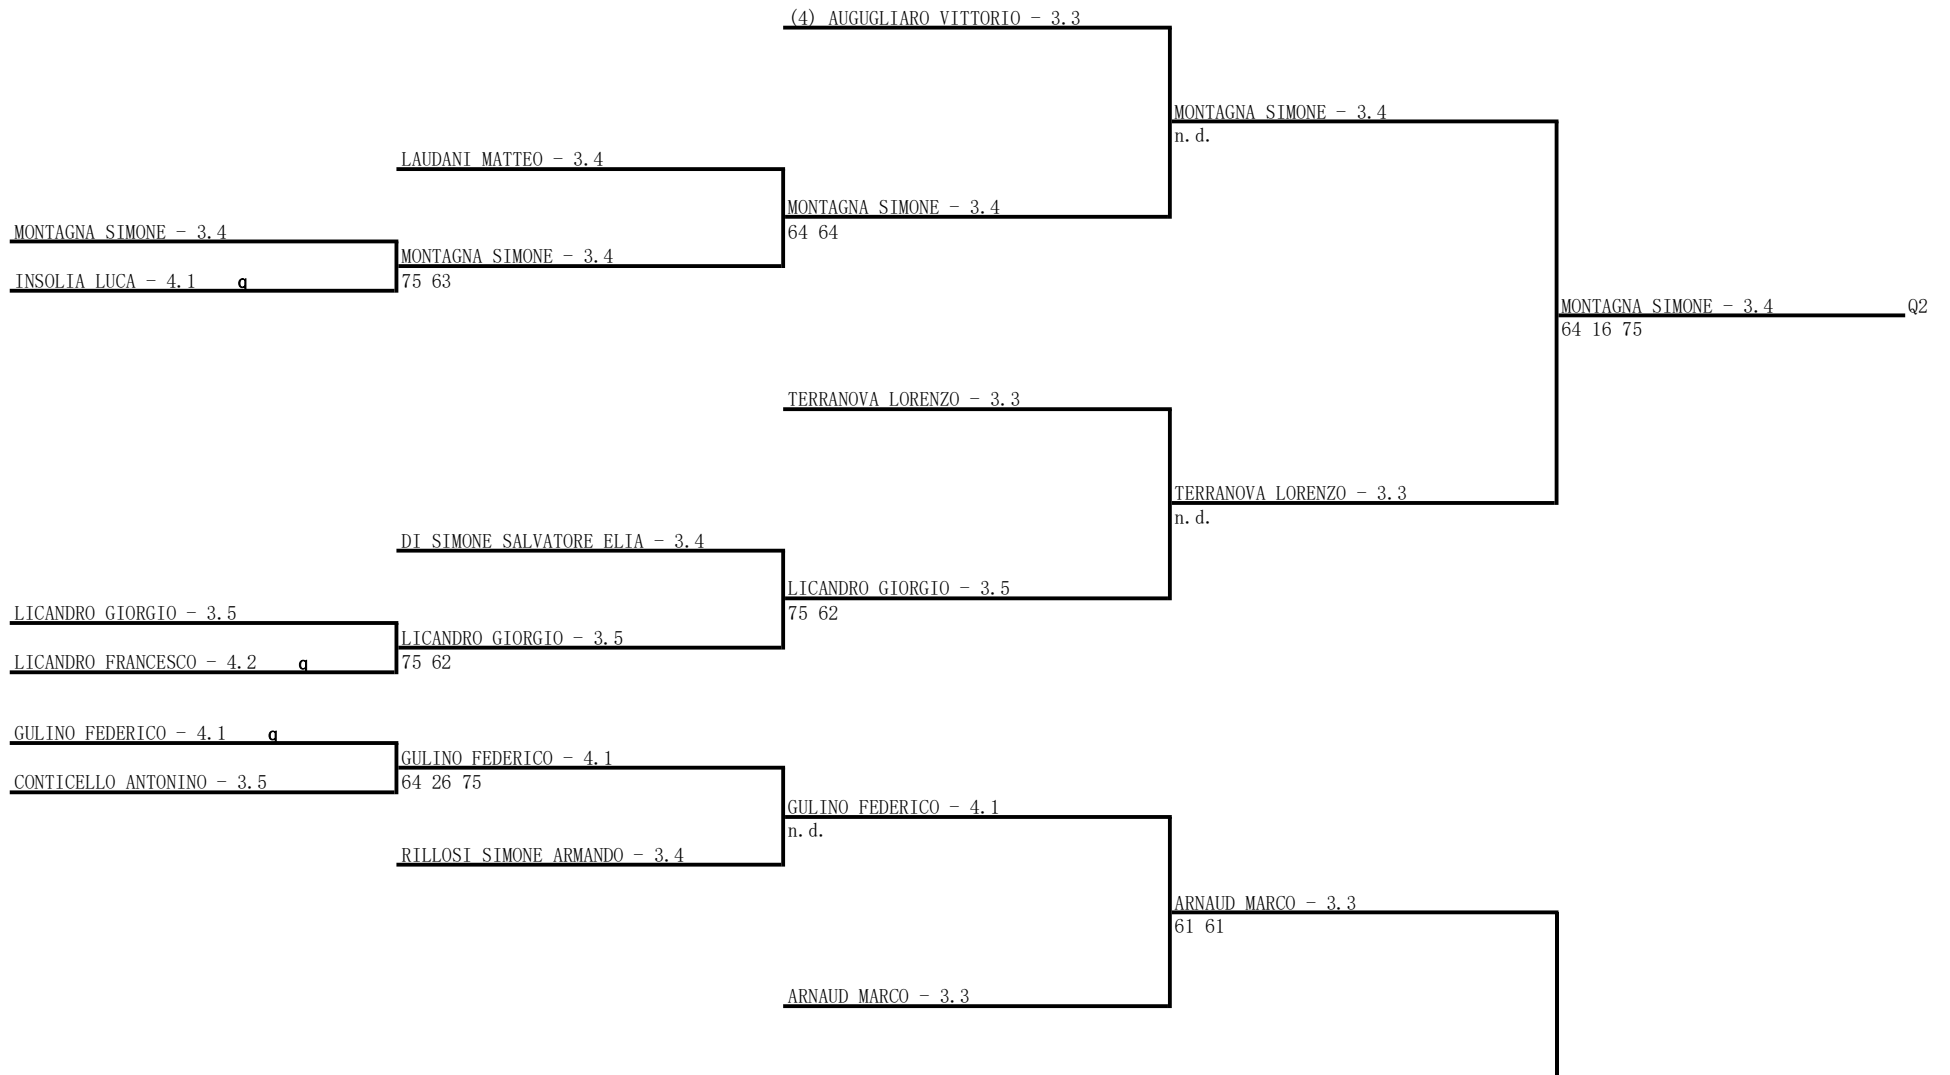 (4) AUGUGLIARO VITTORIO - 3.3
MONTAGNA SIMONE - 3.4
n.d.
LAUDANI MATTEO - 3.4
MONTAGNA SIMONE - 3.4
64 64
MONTAGNA SIMONE - 3.4
MONTAGNA SIMONE - 3.4
75 63
INSOLIA LUCA - 4.1 q
MONTAGNA SIMONE - 3.4 Q2
64 16 75
TERRANOVA LORENZO - 3.3
TERRANOVA LORENZO - 3.3
n.d.
DI SIMONE SALVATORE ELIA - 3.4
LICANDRO GIORGIO - 3.5
75 62
LICANDRO GIORGIO - 3.5
LICANDRO GIORGIO - 3.5
75 62
LICANDRO FRANCESCO - 4.2 q
GULINO FEDERICO - 4.1 q
GULINO FEDERICO - 4.1
64 26 75
CONTICELLO ANTONINO - 3.5
GULINO FEDERICO - 4.1
n.d.
RILLOSI SIMONE ARMANDO - 3.4
ARNAUD MARCO - 3.3
61 61
ARNAUD MARCO - 3.3